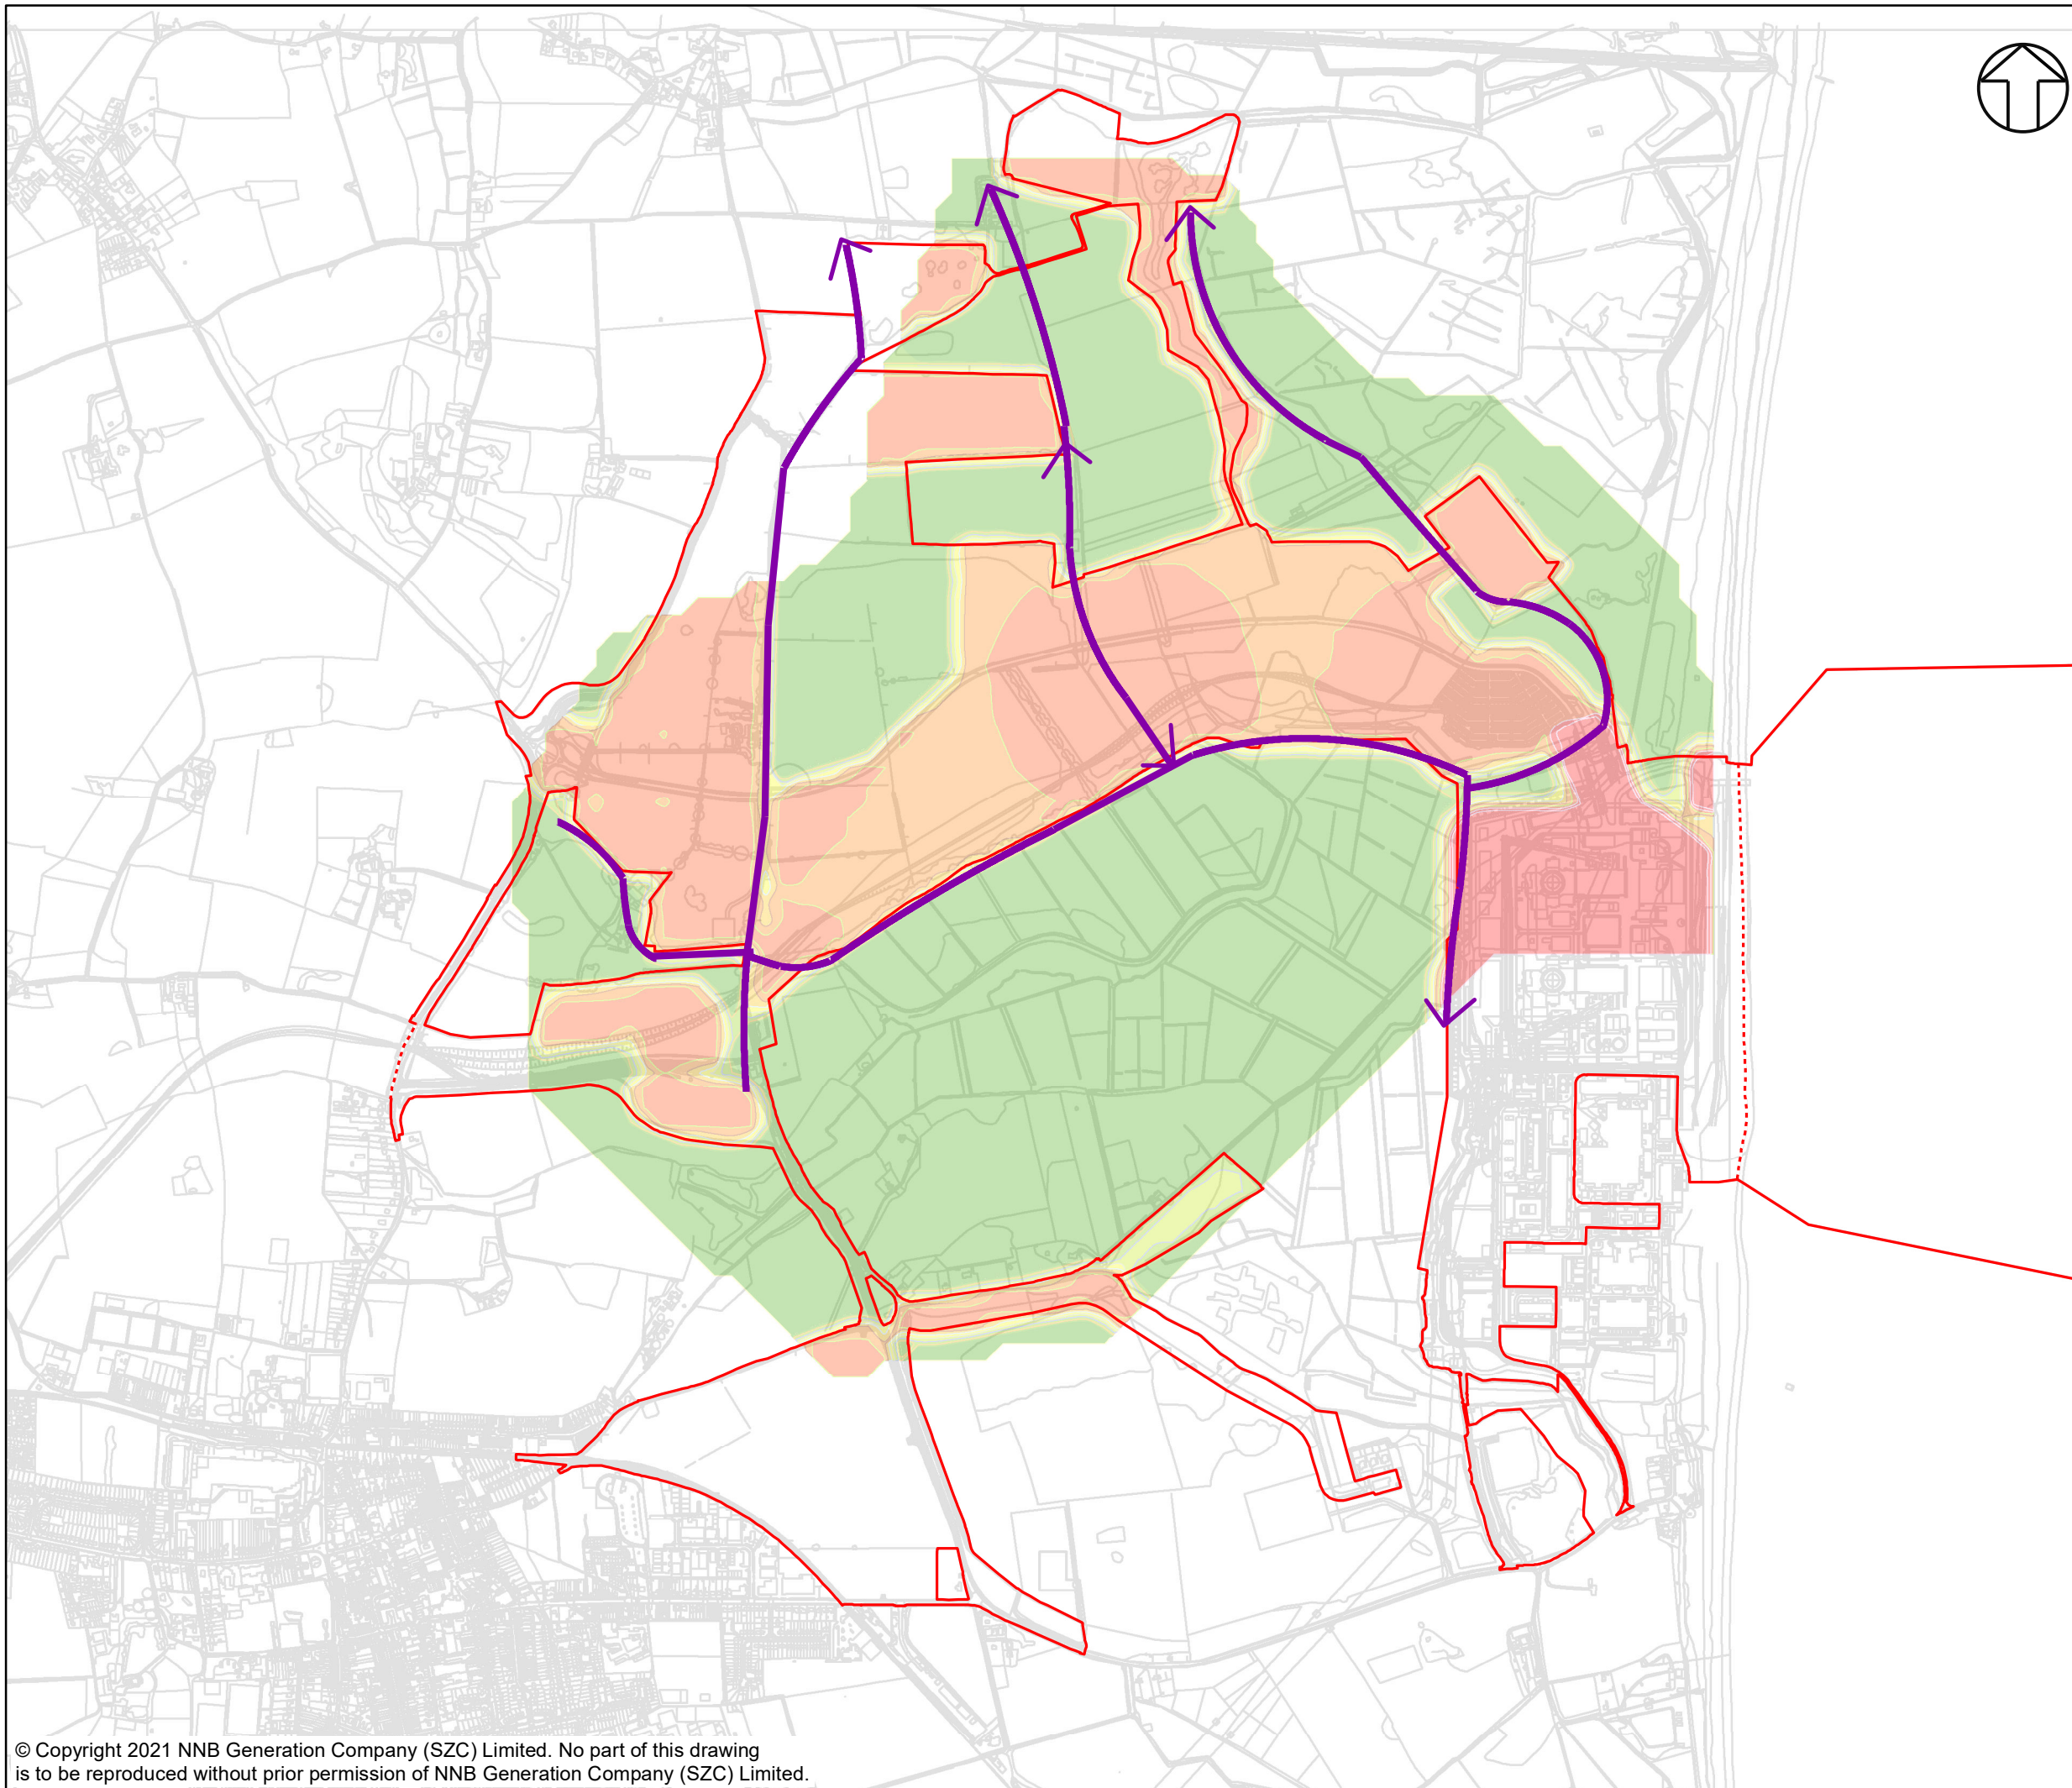 © Copyright 2021 NNB Generation Company (SZC) Limited. No part of this drawing
is to be reproduced without prior permission of NNB Generation Company (SZC) Limited.